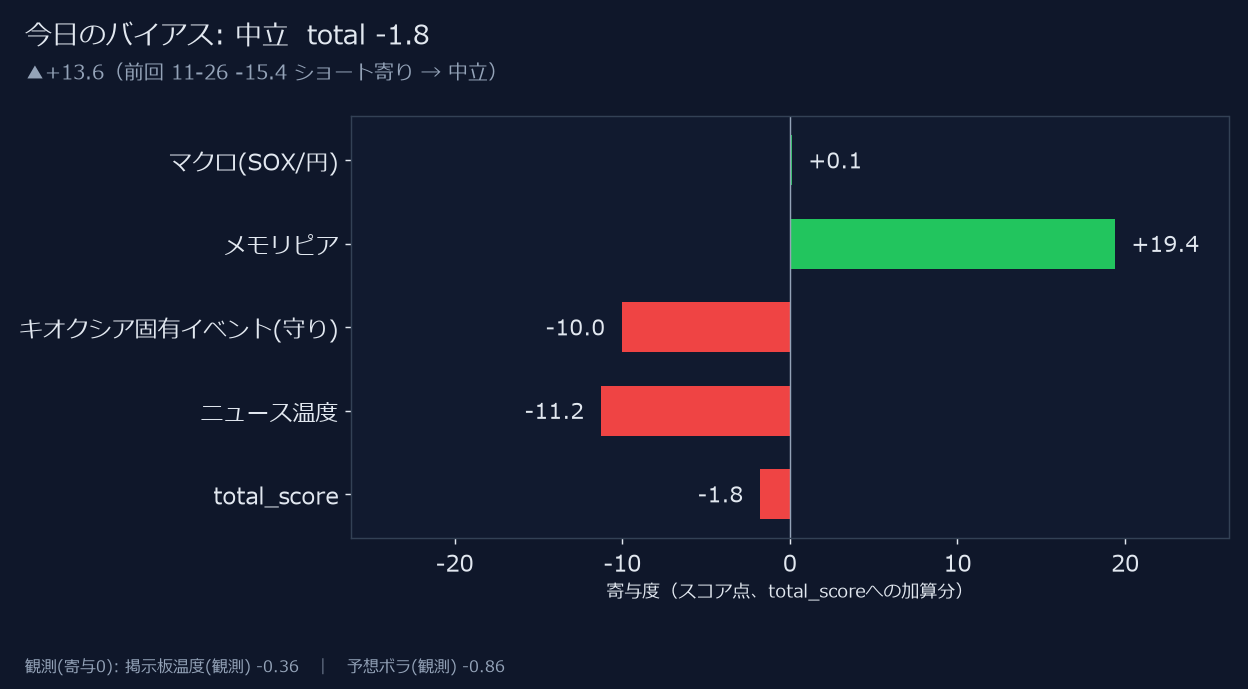 今日のバイアス: 中立  total -1.8
▲+13.6（前回 11-26 -15.4 ショート寄り → 中立）
マクロ(SOX/円)
+0.1
メモリピア
+19.4
キオクシア固有イベント(守り)
-10.0
ニュース温度
-11.2
total_score
-1.8
-20
-10
0
10
20
寄与度（スコア点、total_scoreへの加算分）
観測(寄与0): 掲示板温度(観測) -0.36　｜　予想ボラ(観測) -0.86